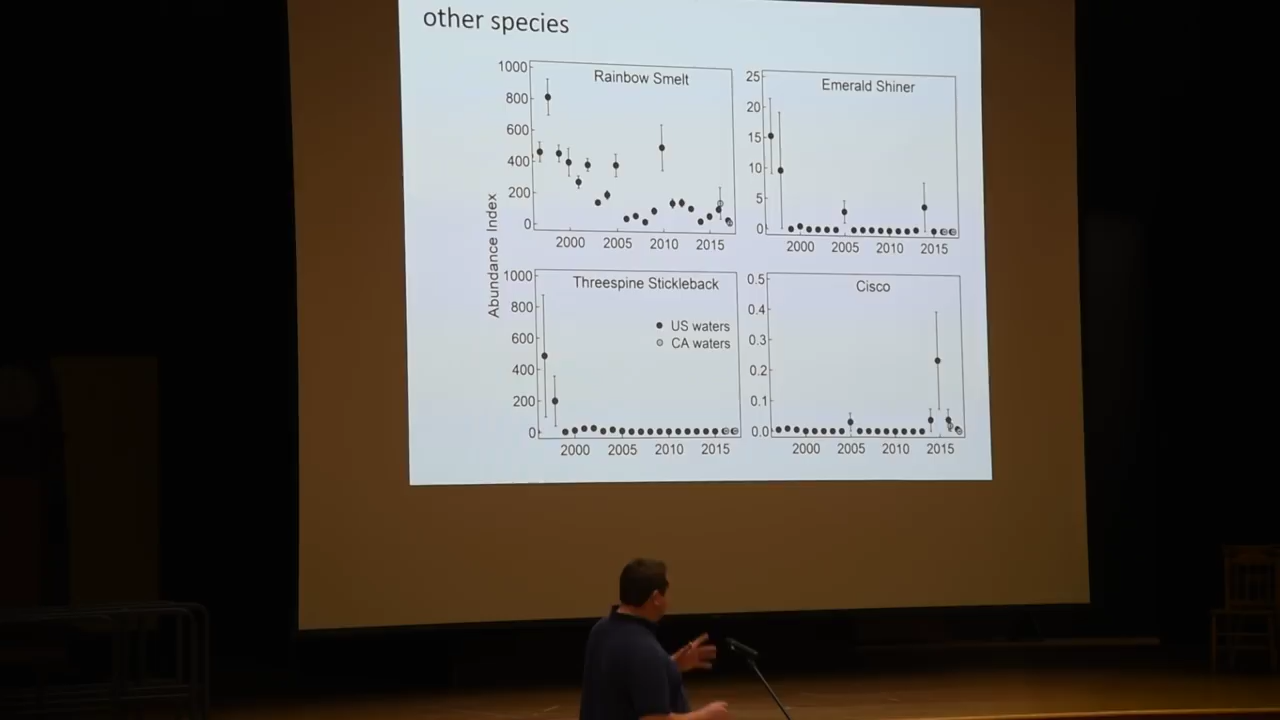 other species
Abundance Index
Rainbow Smelt
1000
800
600
400
200
0
2000 2005 2010 2015
Emerald Shiner
25
20
15
10
5
0
2000 2005 2010 2015
Threespine Stickleback
US waters
CA waters
1000
800
600
400
200
0
2000 2005 2010 2015
Cisco
0.5
0.4
0.3
0.2
0.1
0.0
2000 2005 2010 2015